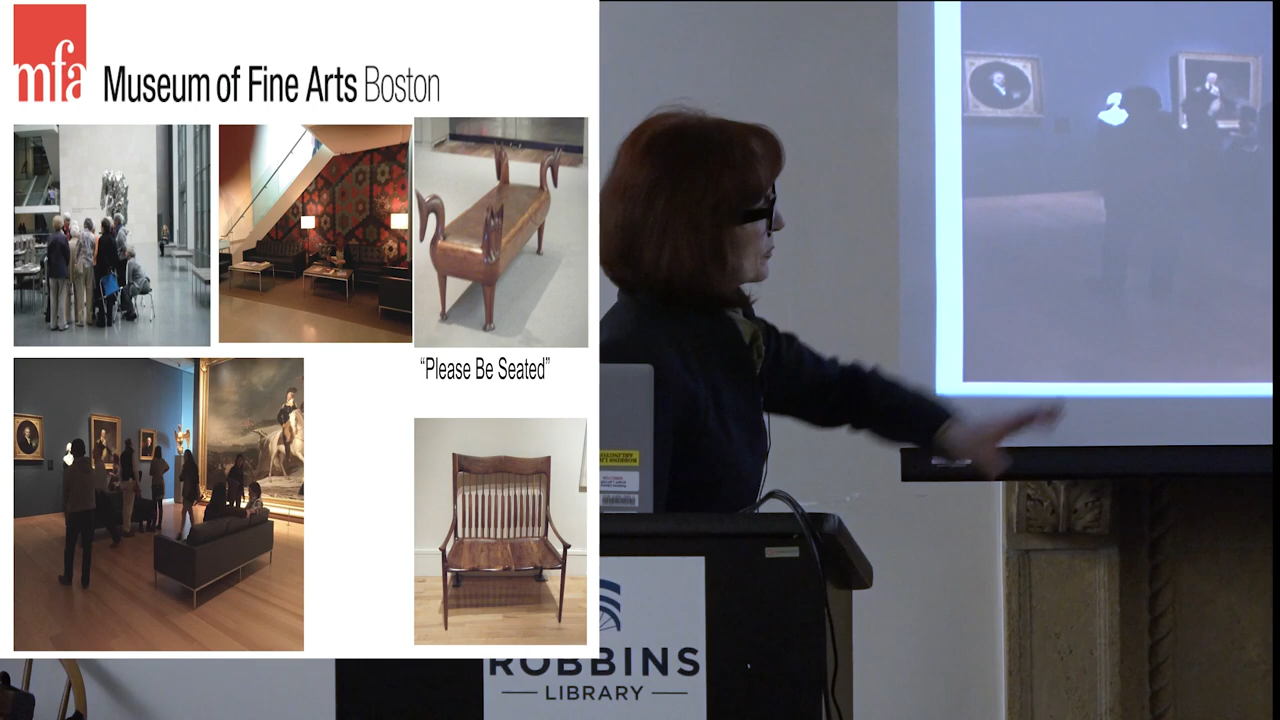 mfa
Museum of Fine Arts Boston
“Please Be Seated”
ROBBINS
LIBRARY